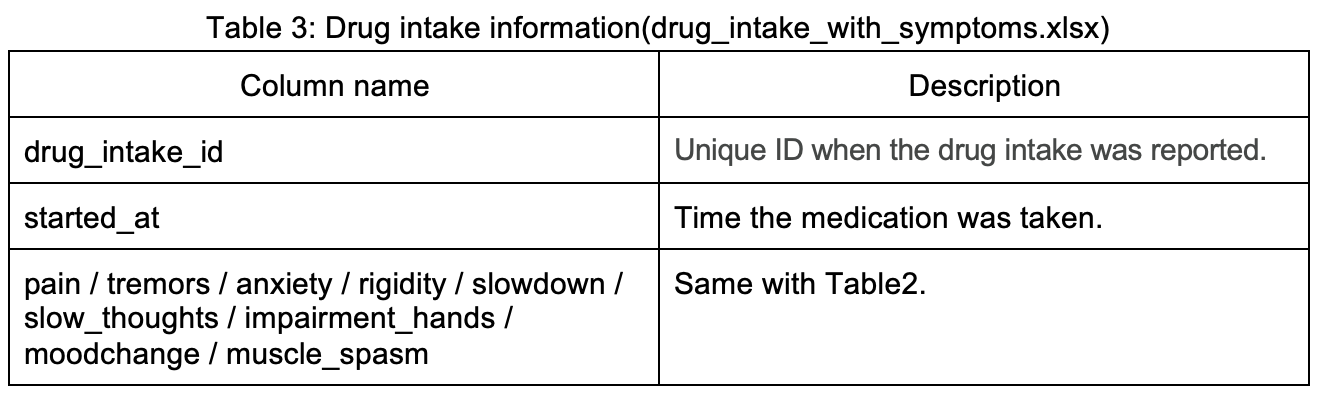 Table 3: Drug intake information(drug_intake_with_symptoms.xlsx)
Column name
Description
drug_intake_id
Unique ID when the drug intake was reported.
started_at
Time the medication was taken.
pain / tremors / anxiety / rigidity / slowdown /
slow_thoughts / impairment_hands /
moodchange / muscle_spasm
Same with Table2.